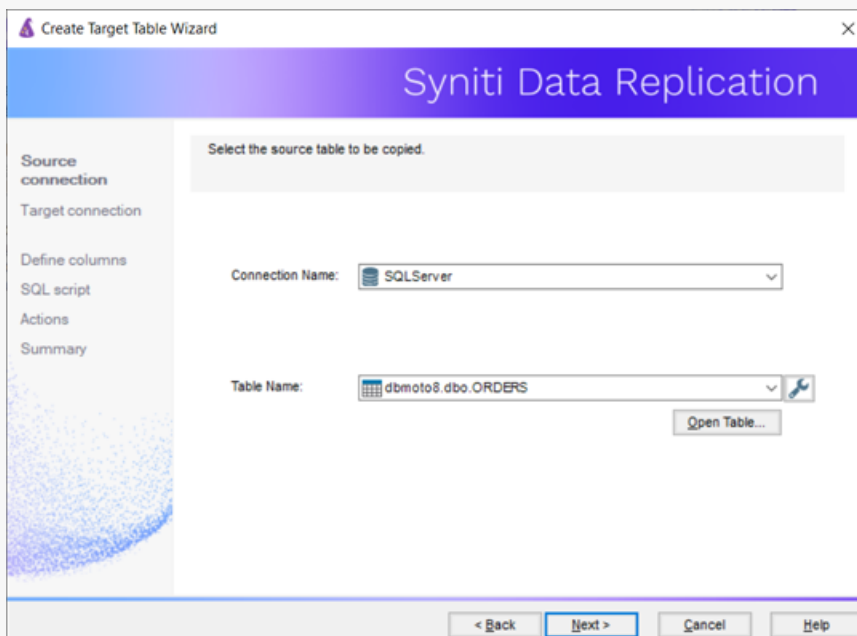 Create Target Table Wizard
Syniti Data Replication
Source
connection
Target connection
Define columns
SQL script
Actions
Summary
Select the source table to be copied.
Connection Name:
SQLServer
Table Name:
dbmoto8.dbo.ORDERS
Open Table...
< Back
Next >
Cancel
Help